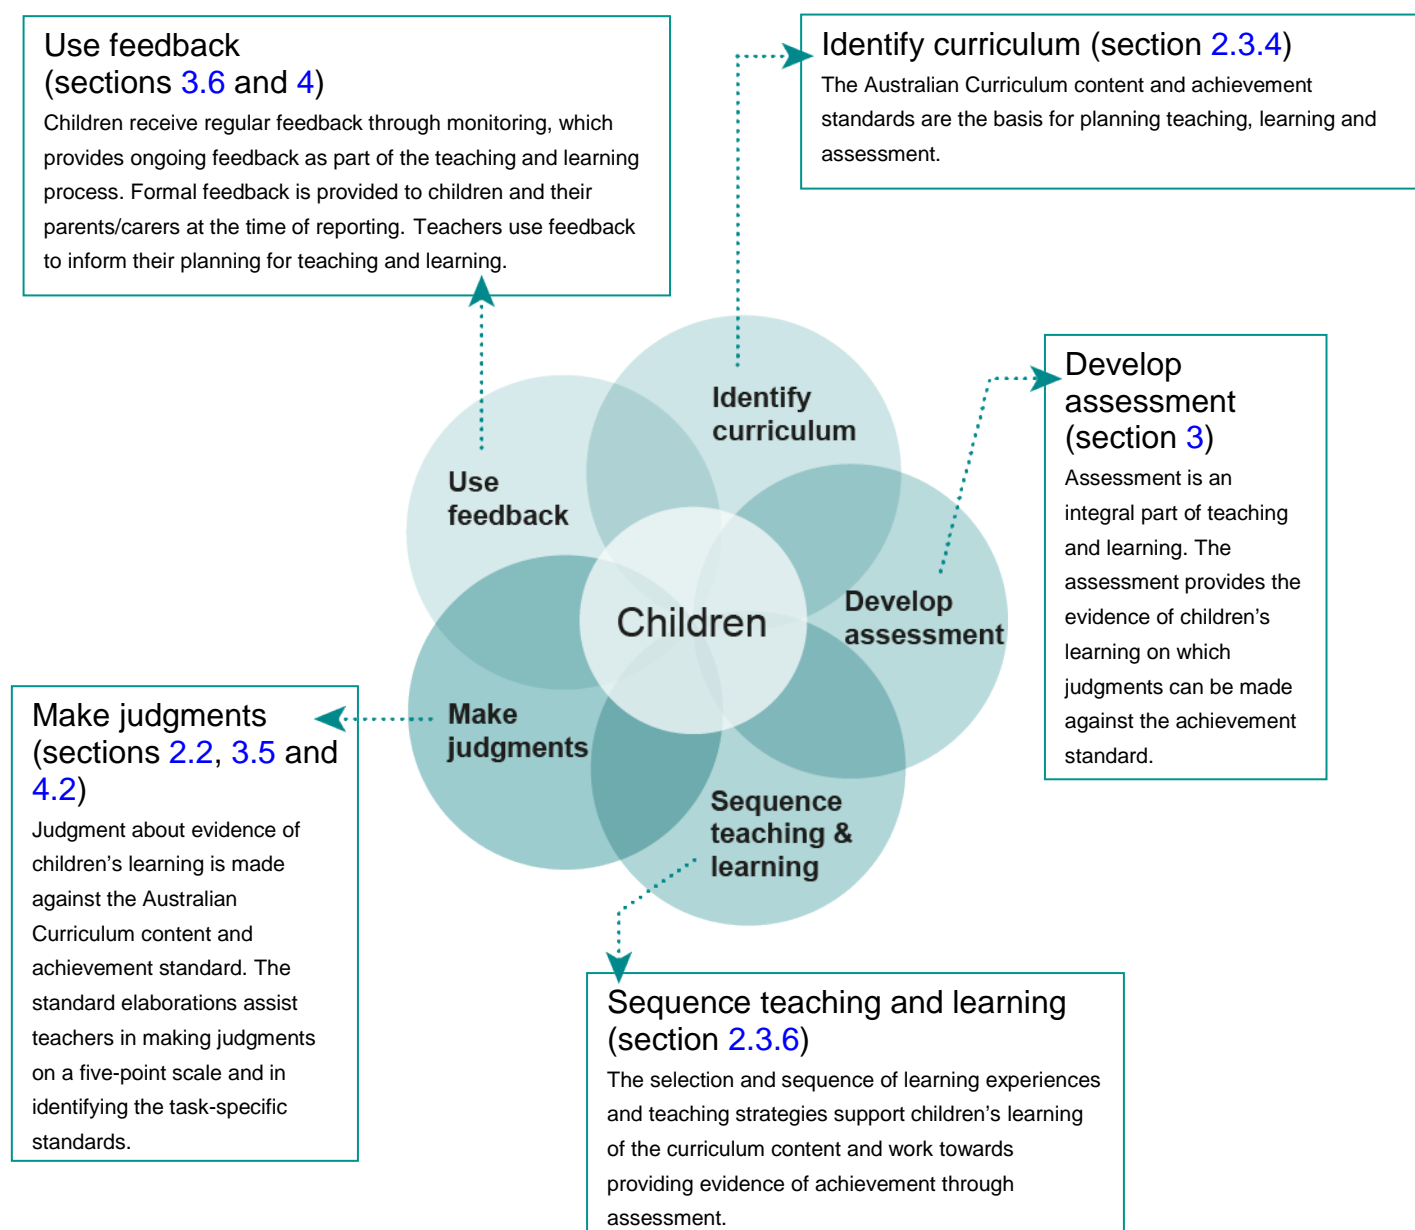 Use feedback
(sections 3.6 and 4)
Children receive regular feedback through monitoring, which
provides ongoing feedback as part of the teaching and learning
process. Formal feedback is provided to children and their
parents/carers at the time of reporting. Teachers use feedback
to inform their planning for teaching and learning.
Identify curriculum (section 2.3.4)
The Australian Curriculum content and achievement
standards are the basis for planning teaching, learning and
assessment.
Develop
assessment
(section 3)
Assessment is an
integral part of teaching
and learning. The
assessment provides the
evidence of children’s
learning on which
judgments can be made
against the achievement
standard.
Identify
curriculum
Use
feedback
Develop
assessment
Children
Make
judgments
Sequence
teaching &
learning
Make judgments
(sections 2.2, 3.5 and
4.2)
Judgment about evidence of
children’s learning is made
against the Australian
Curriculum content and
achievement standard. The
standard elaborations assist
teachers in making judgments
on a five-point scale and in
identifying the task-specific
standards.
Sequence teaching and learning
(section 2.3.6)
The selection and sequence of learning experiences
and teaching strategies support children’s learning
of the curriculum content and work towards
providing evidence of achievement through
assessment.